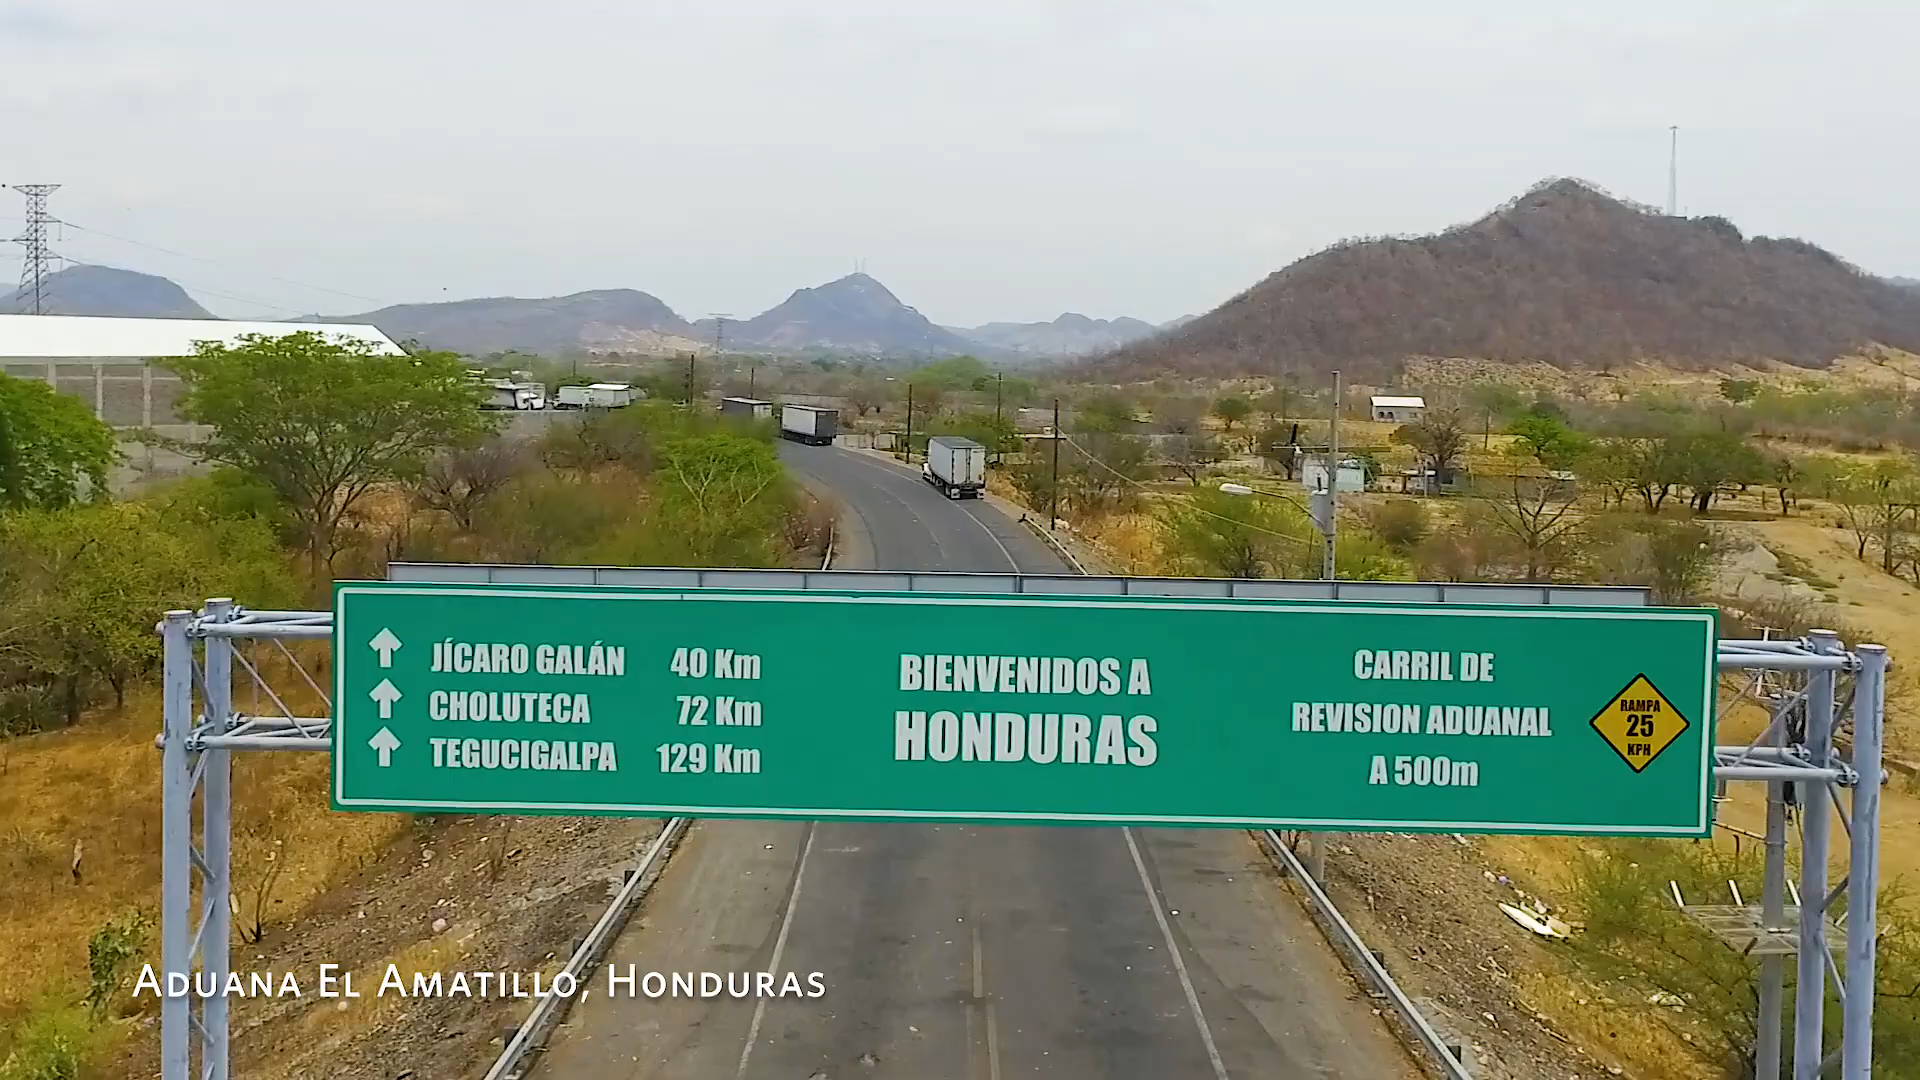 JÍCARO GALÁN 40 Km
CHOLUTECA 72 Km
TEGUCIGALPA 129 Km
BIENVENIDOS A
HONDURAS
CARRIL DE
REVISION ADUANAL
A 500m
RAMPA
25
KPH
ADUANA EL AMATILLO, HONDURAS